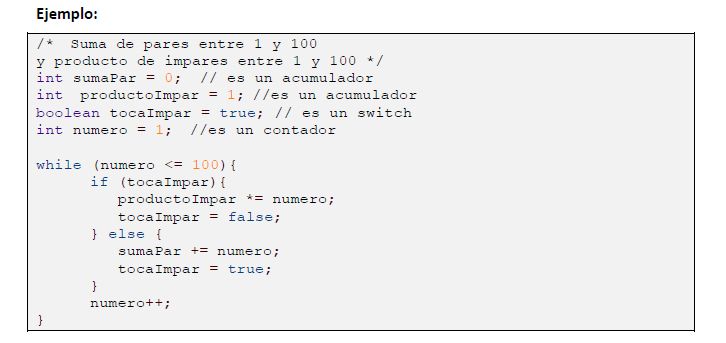 Ejemplo:
/*  Suma de pares entre 1 y 100
y producto de impares entre 1 y 100 */
int sumaPar = 0;  // es un acumulador
int  productoImpar = 1; //es un acumulador
boolean tocaImpar = true; // es un switch
int numero = 1;  //es un contador

while (numero <= 100){
      if (tocaImpar){
         productoImpar *= numero;
         tocaImpar = false;
      } else {
         sumaPar += numero;
         tocaImpar = true;
      }
      numero++;
}